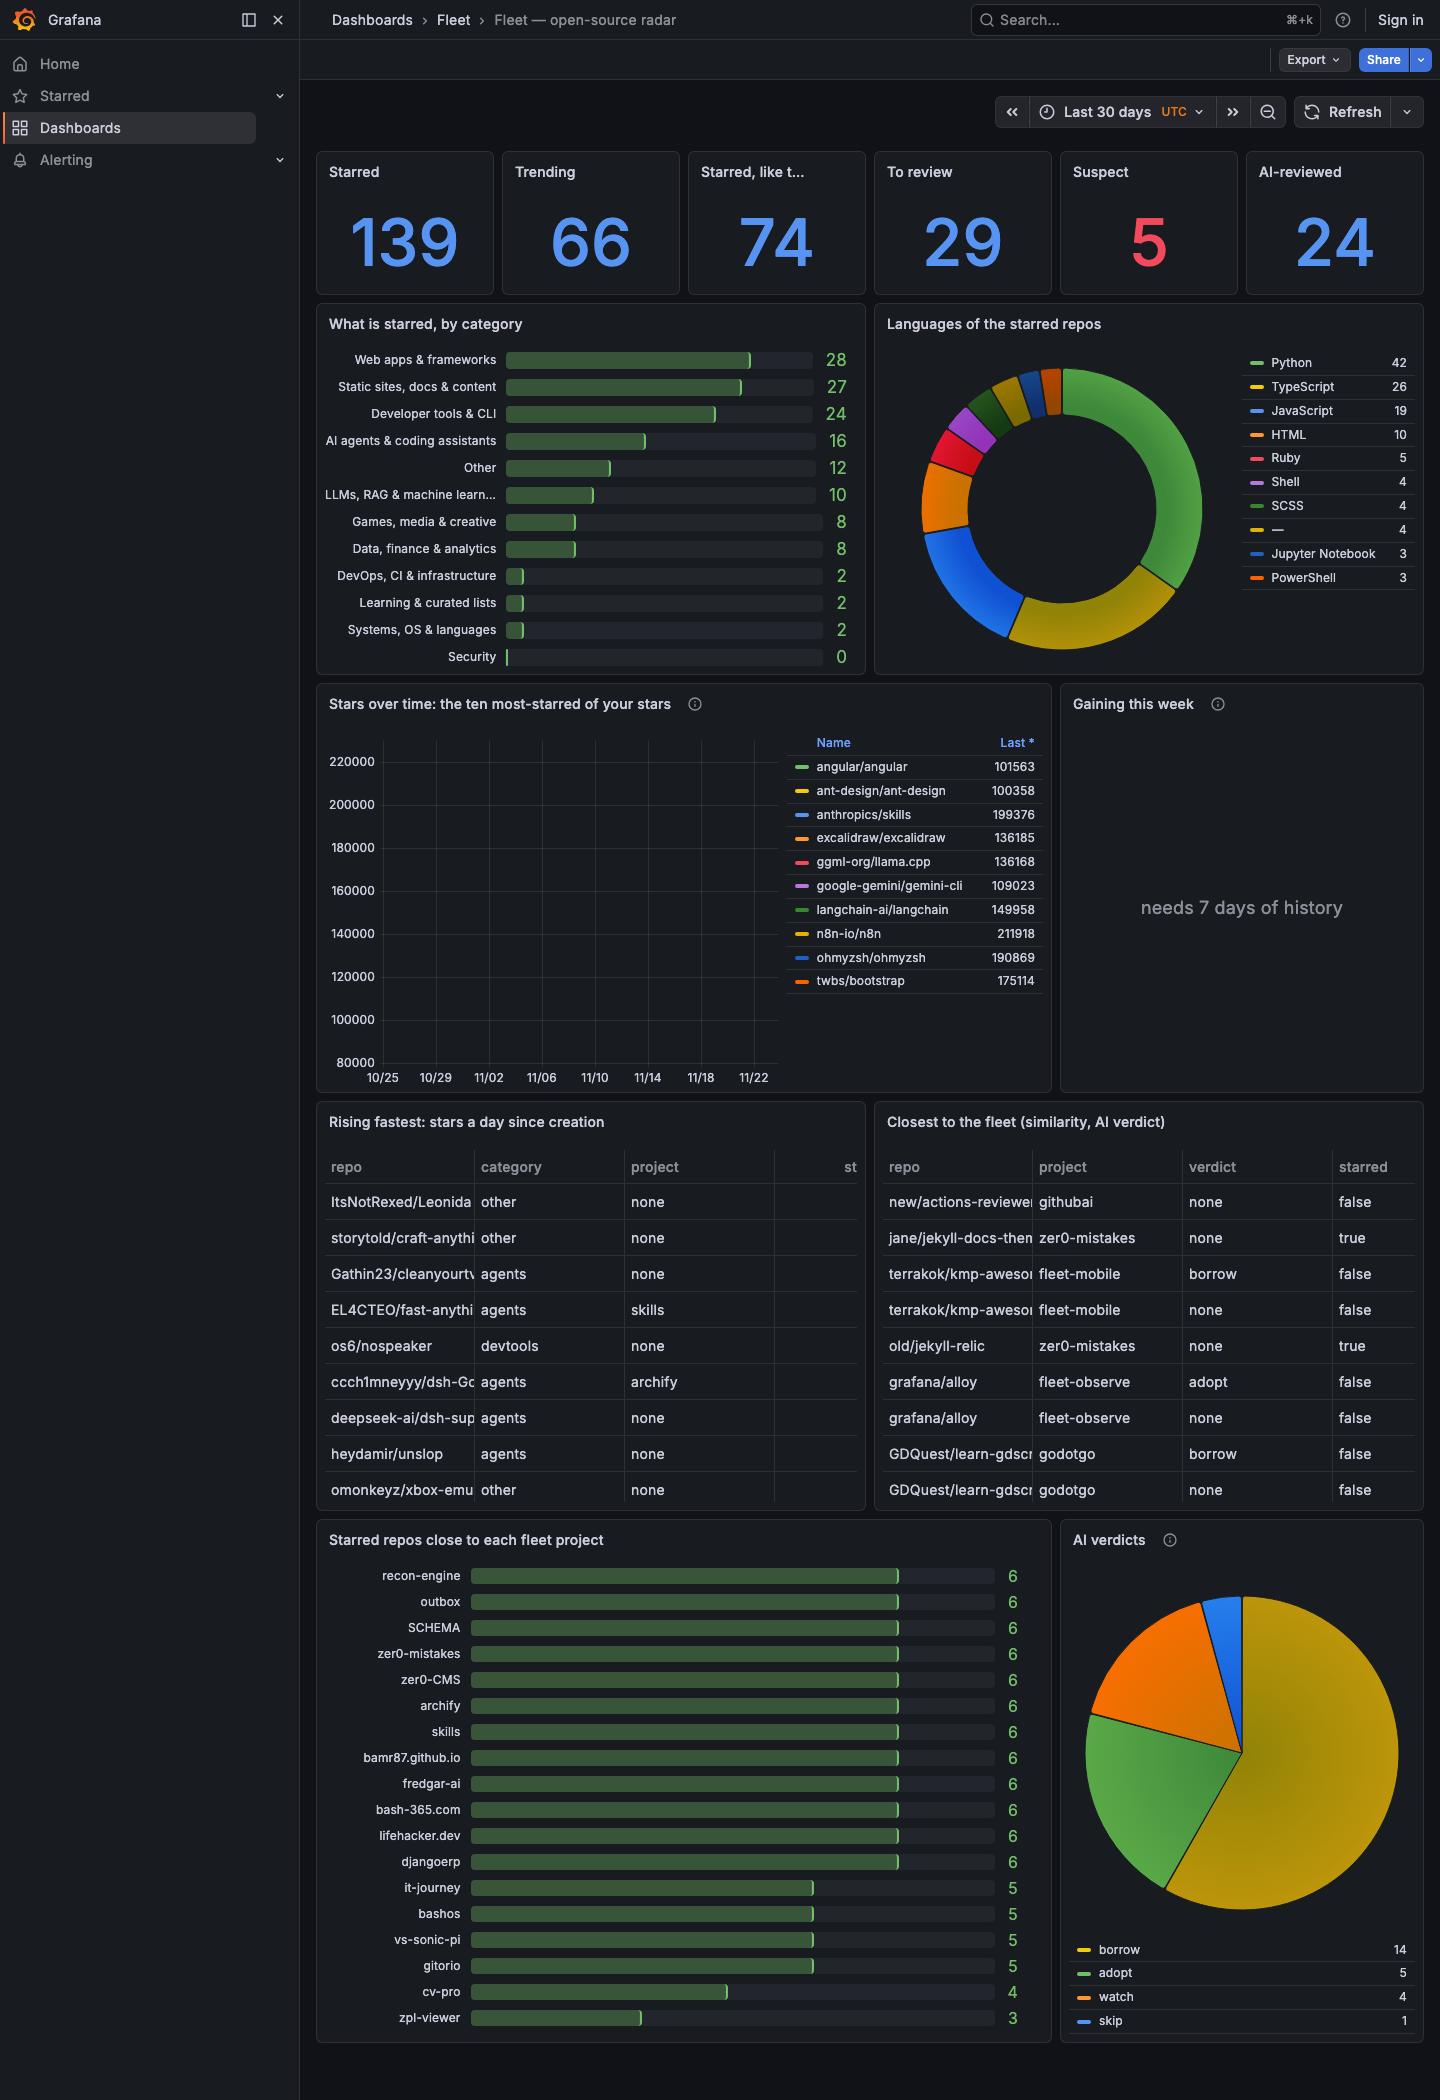 Grafana
Dashboards › Fleet › Fleet — open-source radar
Search...
⌘+k
Sign in
Home
Starred
Dashboards
Alerting
Export
Share
Last 30 days UTC
Refresh
Starred
139
Trending
66
Starred, like t...
74
To review
29
Suspect
5
AI-reviewed
24
What is starred, by category
Web apps & frameworks 28
Static sites, docs & content 27
Developer tools & CLI 24
AI agents & coding assistants 16
Other 12
LLMs, RAG & machine learn... 10
Games, media & creative 8
Data, finance & analytics 8
DevOps, CI & infrastructure 2
Learning & curated lists 2
Systems, OS & languages 2
Security 0
Languages of the starred repos
Python 42
TypeScript 26
JavaScript 19
HTML 10
Ruby 5
Shell 4
SCSS 4
— 4
Jupyter Notebook 3
PowerShell 3
Stars over time: the ten most-starred of your stars
220000
200000
180000
160000
140000
120000
100000
80000
10/25 10/29 11/02 11/06 11/10 11/14 11/18 11/22
Name Last *
angular/angular 101563
ant-design/ant-design 100358
anthropics/skills 199376
excalidraw/excalidraw 136185
ggml-org/llama.cpp 136168
google-gemini/gemini-cli 109023
langchain-ai/langchain 149958
n8n-io/n8n 211918
ohmyzsh/ohmyzsh 190869
twbs/bootstrap 175114
Gaining this week
needs 7 days of history
Rising fastest: stars a day since creation
repo category project st
ItsNotRexed/Leonida other none
storytold/craft-anythi other none
Gathin23/cleanyourtv agents none
EL4CTEO/fast-anythi agents skills
os6/nospeaker devtools none
ccch1mneyyy/dsh-Go agents archify
deepseek-ai/dsh-sup agents none
heydamir/unslop agents none
omonkeyz/xbox-emu other none
Closest to the fleet (similarity, AI verdict)
repo project verdict starred
new/actions-reviewer githubai none false
jane/jekyll-docs-them zer0-mistakes none true
terrakok/kmp-awesor fleet-mobile borrow false
terrakok/kmp-awesor fleet-mobile none false
old/jekyll-relic zer0-mistakes none true
grafana/alloy fleet-observe adopt false
grafana/alloy fleet-observe none false
GDQuest/learn-gdscr godotgo borrow false
GDQuest/learn-gdscr godotgo none false
Starred repos close to each fleet project
recon-engine 6
outbox 6
SCHEMA 6
zer0-mistakes 6
zer0-CMS 6
archify 6
skills 6
bamr87.github.io 6
fredgar-ai 6
bash-365.com 6
lifehacker.dev 6
djangoerp 6
it-journey 5
bashos 5
vs-sonic-pi 5
gitorio 5
cv-pro 4
zpl-viewer 3
AI verdicts
borrow 14
adopt 5
watch 4
skip 1